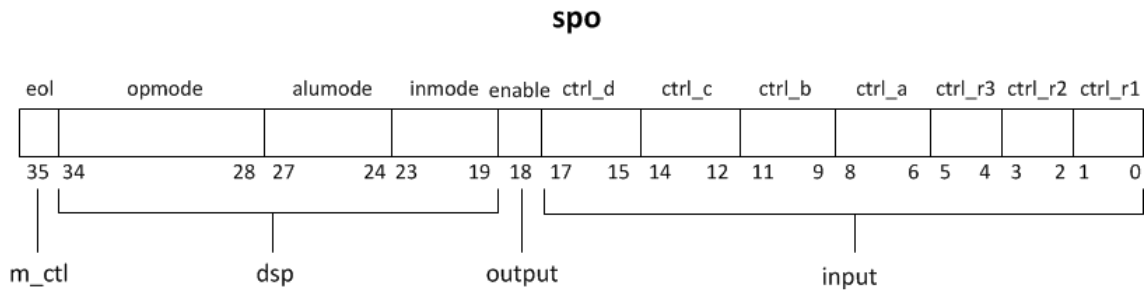 spo
eol opmode alumode inmode enable ctrl_d ctrl_c ctrl_b ctrl_a ctrl_r3 ctrl_r2 ctrl_r1
35 34 28 27 24 23 19 18 17 15 14 12 11 9 8 6 5 4 3 2 1 0
m_ctl dsp output input